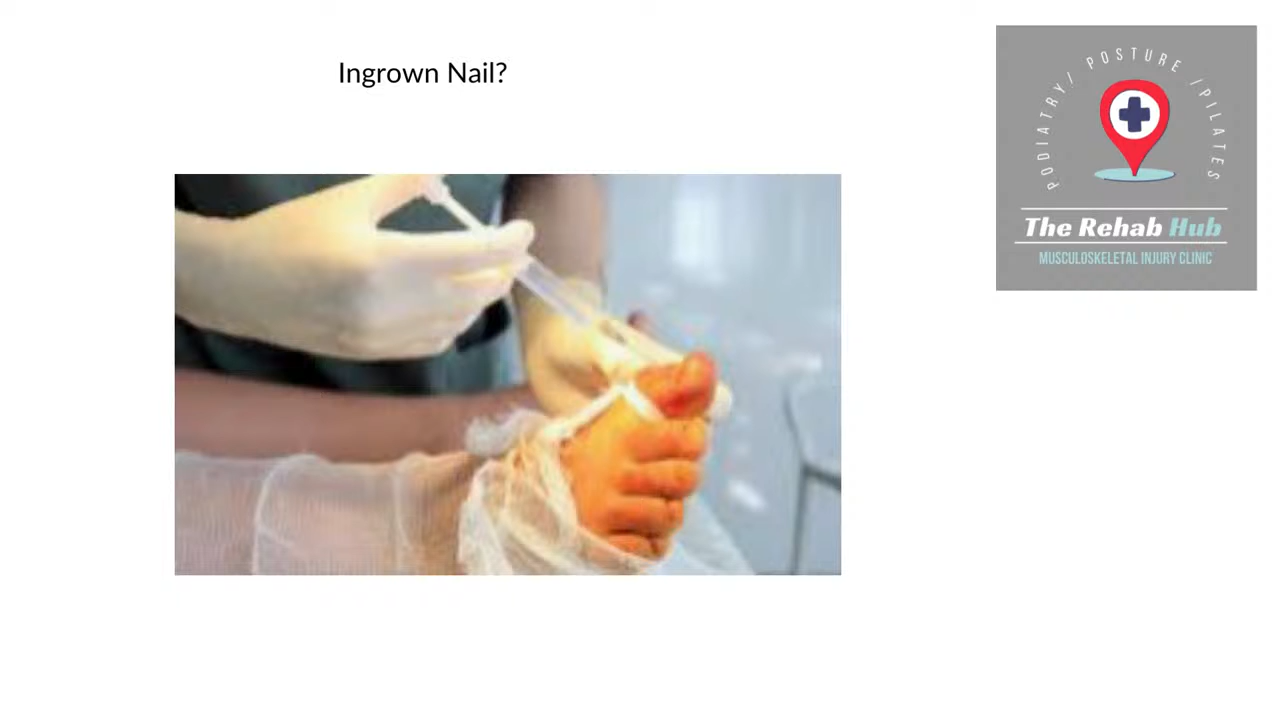 Ingrown Nail?
PODIATRY/ POSTURE /PILATES
The Rehab Hub
MUSCULOSKELETAL INJURY CLINIC